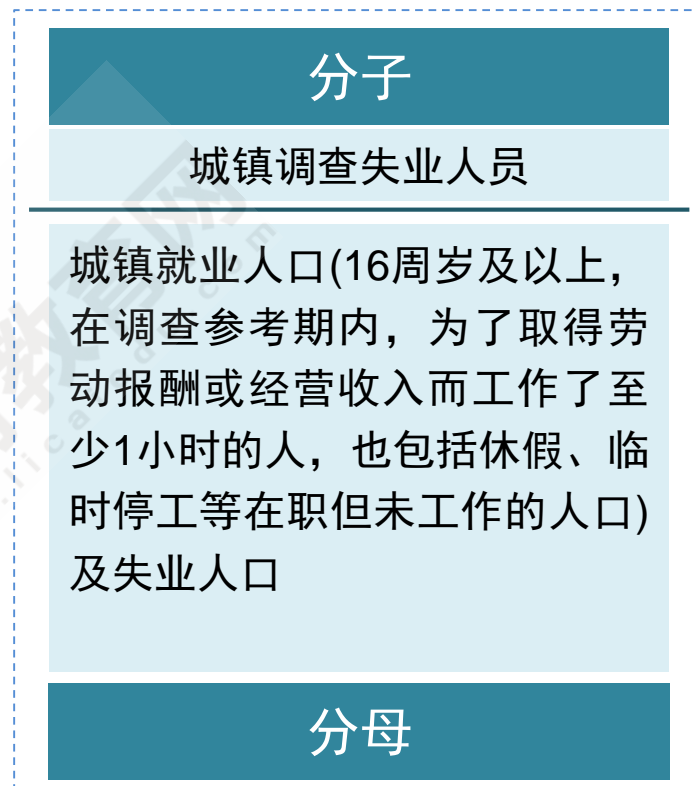 分子
城镇调查失业人员
城镇就业人口(16周岁及以上，
在调查参考期内，为了取得劳
动报酬或经营收入而工作了至
少1小时的人，也包括休假、临
时停工等在职但未工作的人口)
及失业人口
分母